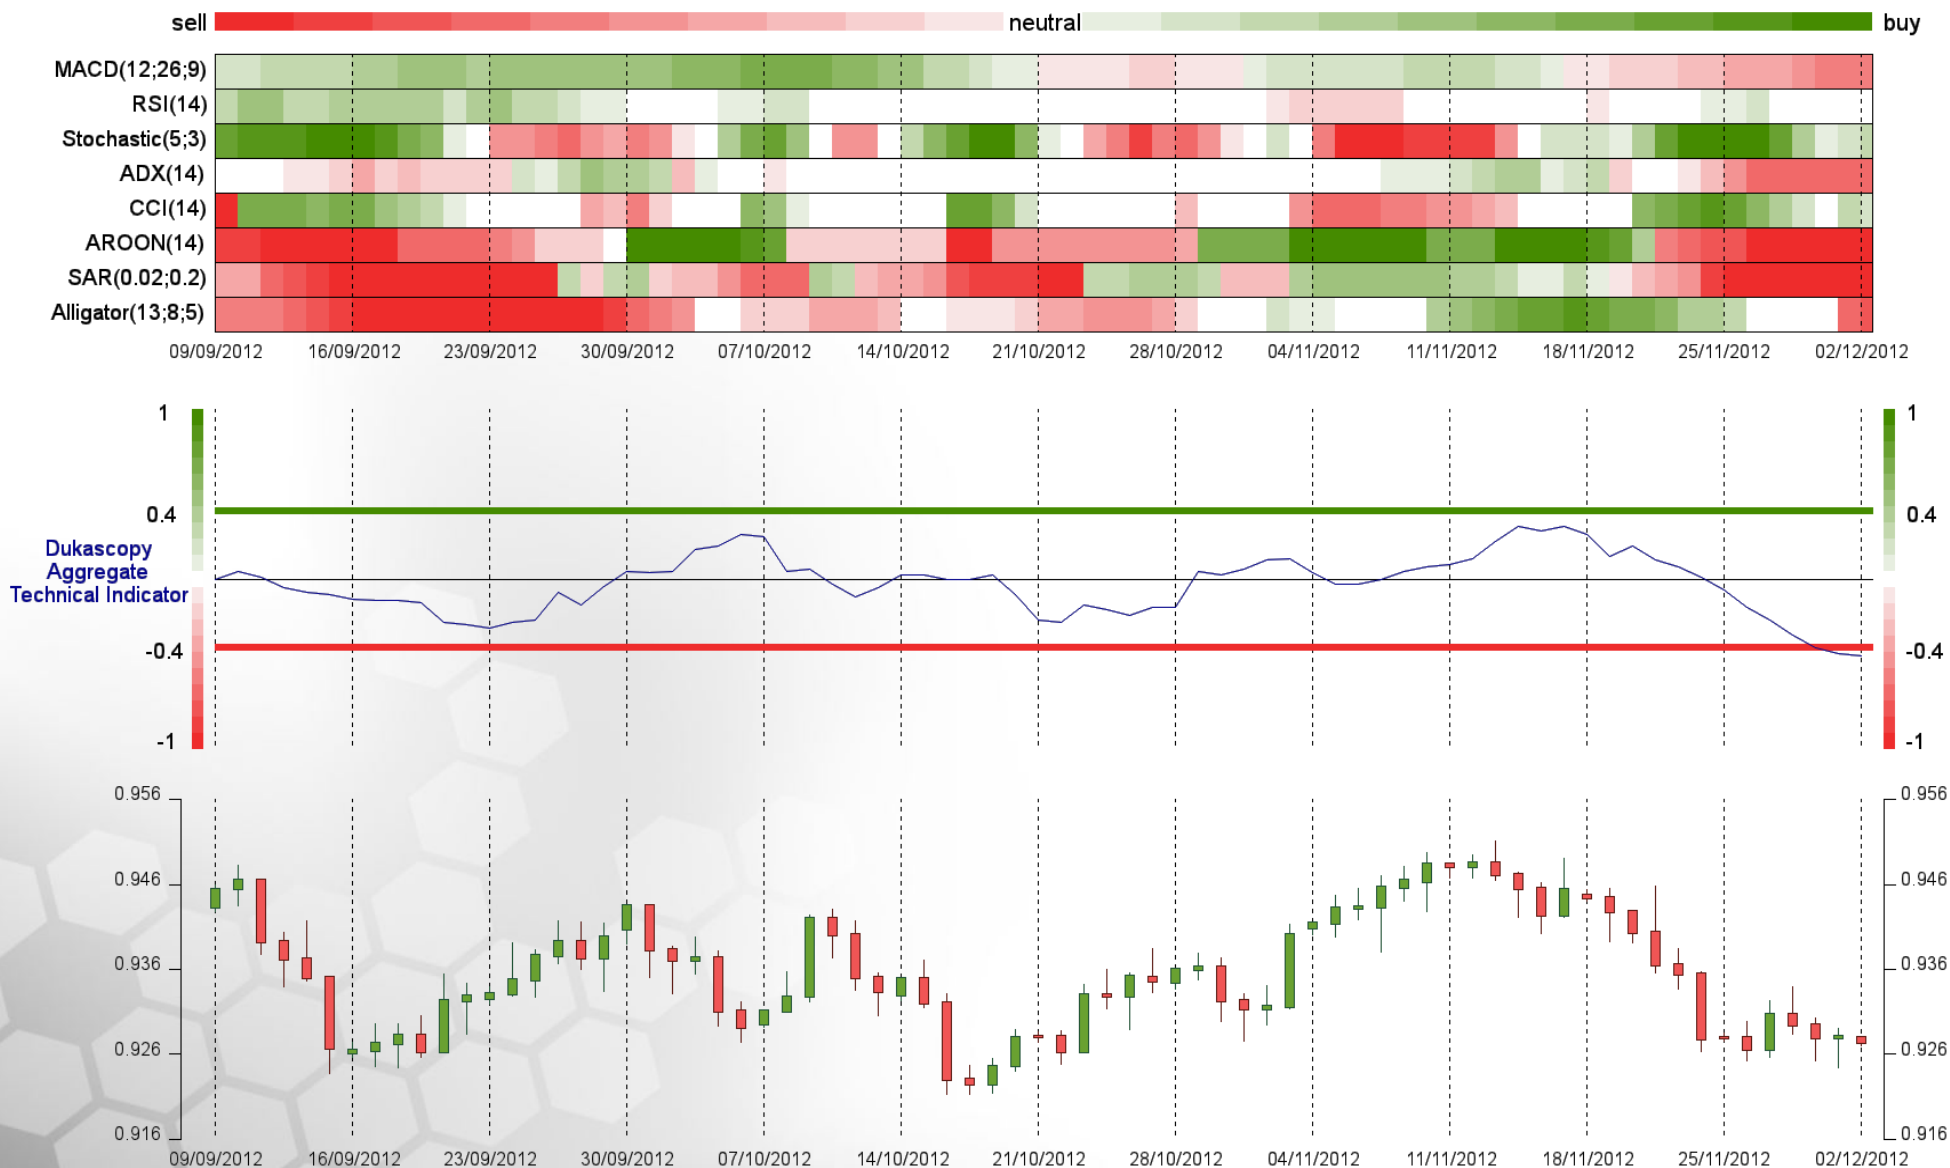 sell neutral buy
MACD(12;26;9)
RSI(14)
Stochastic(5;3)
ADX(14)
CCI(14)
AROON(14)
SAR(0.02;0.2)
Alligator(13;8;5)
09/09/2012 16/09/2012 23/09/2012 30/09/2012 07/10/2012 14/10/2012 21/10/2012 28/10/2012 04/11/2012 11/11/2012 18/11/2012 25/11/2012 02/12/2012
1 1
0.4 0.4
Dukascopy
Aggregate
Technical Indicator
-0.4 -0.4
-1 -1
0.956 0.956
0.946 0.946
0.936 0.936
0.926 0.926
0.916 0.916
09/09/2012 16/09/2012 23/09/2012 30/09/2012 07/10/2012 14/10/2012 21/10/2012 28/10/2012 04/11/2012 11/11/2012 18/11/2012 25/11/2012 02/12/2012